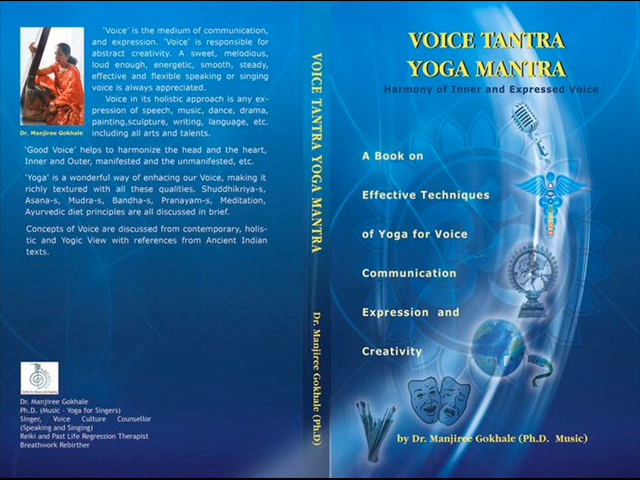 'Voice' is the medium of communication,
and expression. 'Voice' is responsible for
abstract creativity. A sweet, melodious,
loud enough, energetic, smooth, steady,
effective and flexible speaking or singing
voice is always appreciated.
Voice in its holistic approach is any ex-
pression of speech, music, dance, drama,
painting,sculpture, writing, language, etc.
including all arts and talents.
Dr. Manjiree Gokhale
'Good Voice' helps to harmonize the head and the heart,
Inner and Outer, manifested and the unmanifested, etc.
'Yoga' is a wonderful way of enhacing our Voice, making it
richly textured with all these qualities. Shuddhikriya-s,
Asana-s, Mudra-s, Bandha-s, Pranayam-s, Meditation,
Ayurvedic diet principles are all discussed in brief.
Concepts of Voice are discussed from contemporary, holis-
tic and Yogic View with references from Ancient Indian
texts.
Dr. Manjiree Gokhale
Ph.D. (Music - Yoga for Singers)
Singer, Voice Culture Counsellor
(Speaking and Singing)
Reiki and Past Life Regression Therapist
Breathwork Rebirther
VOICE TANTRA YOGA MANTRA
Dr. Manjiree Gokhale (Ph.D)
VOICE TANTRA
YOGA MANTRA
Harmony of Inner and Expressed Voice
A Book on
Effective Techniques
of Yoga for Voice
Communication
Expression and
Creativity
by Dr. Manjiree Gokhale (Ph.D. Music)